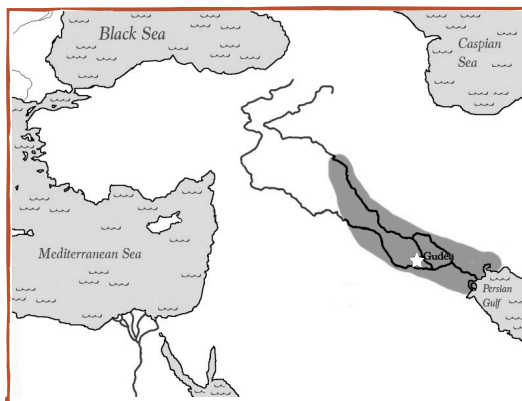 Black Sea
Caspian
Sea
Mediterranean Sea
Gudea
Persian
Gulf